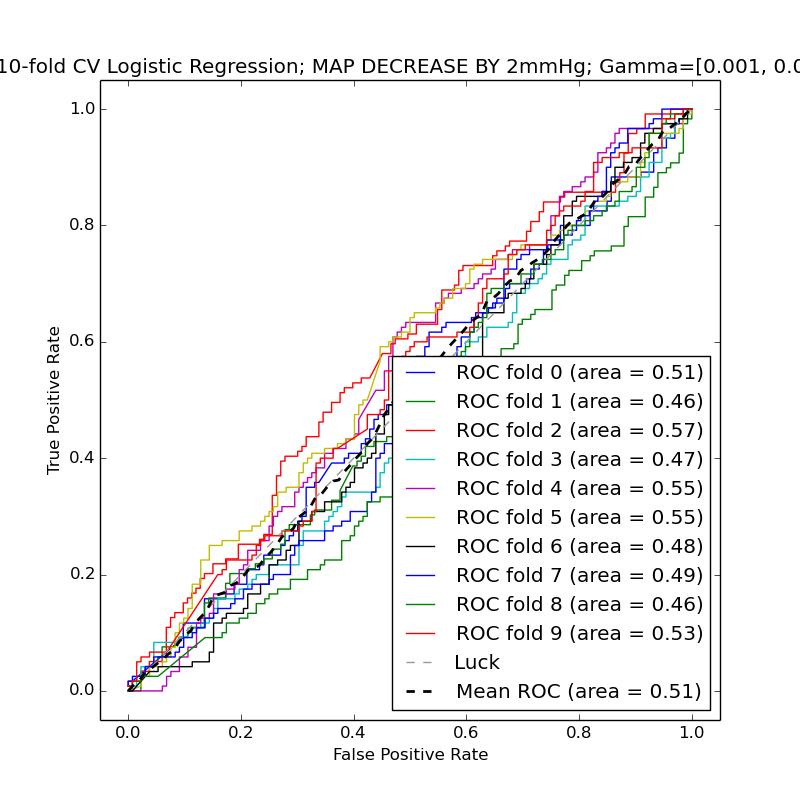 10-fold CV Logistic Regression; MAP DECREASE BY 2mmHg; Gamma=[0.001, 0.0
1.0
0.8
0.6
0.4
0.2
0.0
True Positive Rate
ROC fold 0 (area = 0.51)
ROC fold 1 (area = 0.46)
ROC fold 2 (area = 0.57)
ROC fold 3 (area = 0.47)
ROC fold 4 (area = 0.55)
ROC fold 5 (area = 0.55)
ROC fold 6 (area = 0.48)
ROC fold 7 (area = 0.49)
ROC fold 8 (area = 0.46)
ROC fold 9 (area = 0.53)
Luck
Mean ROC (area = 0.51)
0.0 0.2 0.4 0.6 0.8 1.0
False Positive Rate